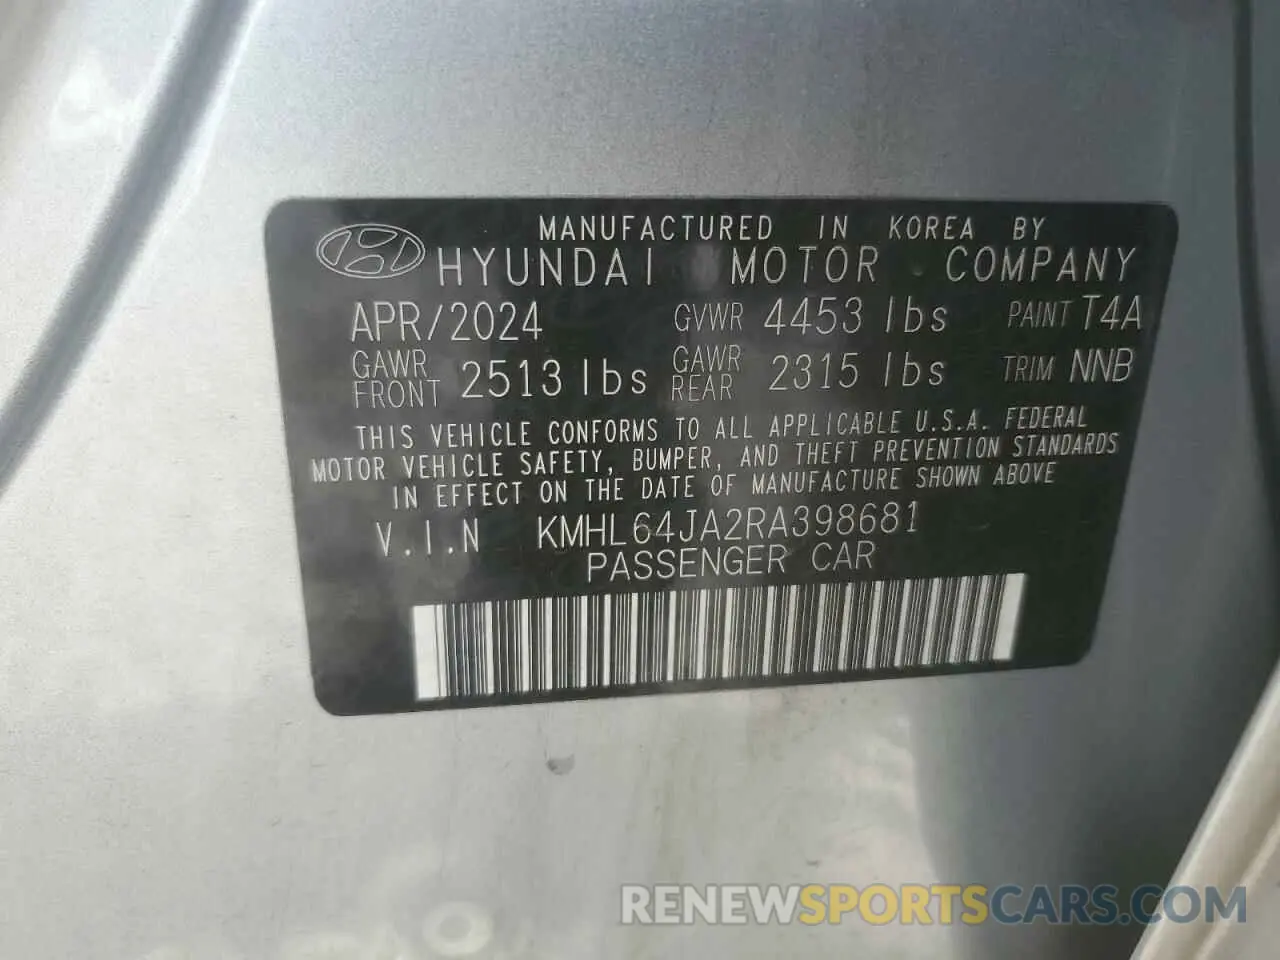 MANUFACTURED IN KOREA BY
HYUNDAI MOTOR COMPANY
APR/2024 GVWR 4453 lbs PAINT T4A
GAWR FRONT 2513 lbs GAWR REAR 2315 lbs TRIM NNB
THIS VEHICLE CONFORMS TO ALL APPLICABLE U.S.A. FEDERAL
MOTOR VEHICLE SAFETY, BUMPER, AND THEFT PREVENTION STANDARDS
IN EFFECT ON THE DATE OF MANUFACTURE SHOWN ABOVE
V.I.N KMHL64JA2RA398681
PASSENGER CAR
RENEWSPORTSCARS.COM